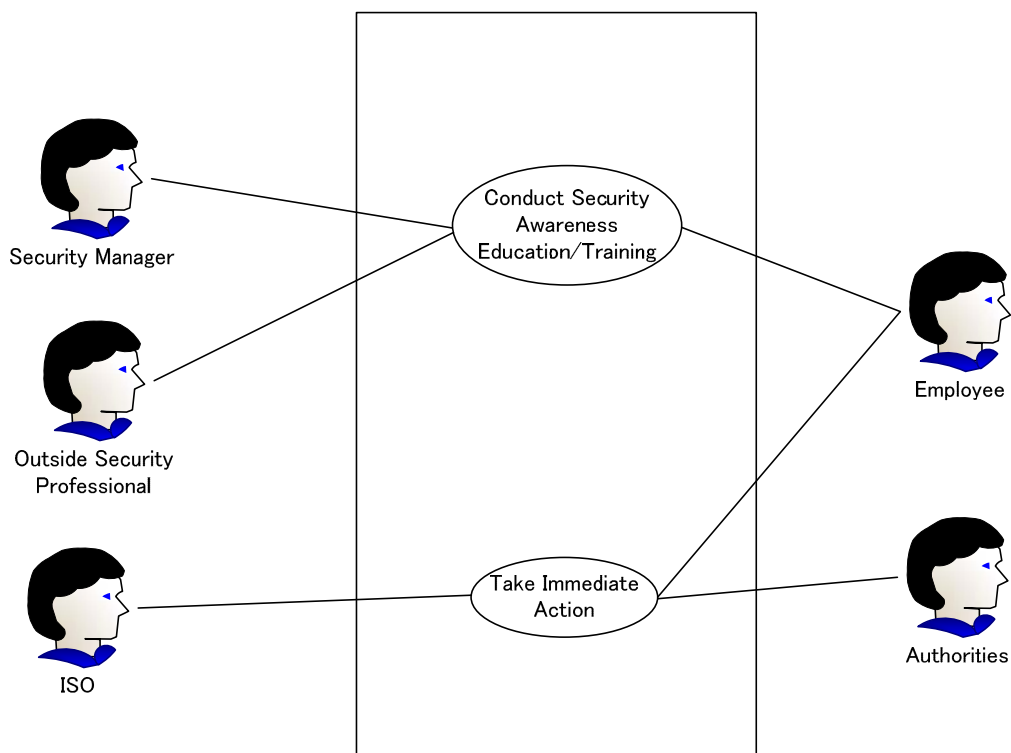 Security Manager
Outside Security
Professional
ISO
Conduct Security
Awareness
Education/Training
Take Immediate
Action
Employee
Authorities